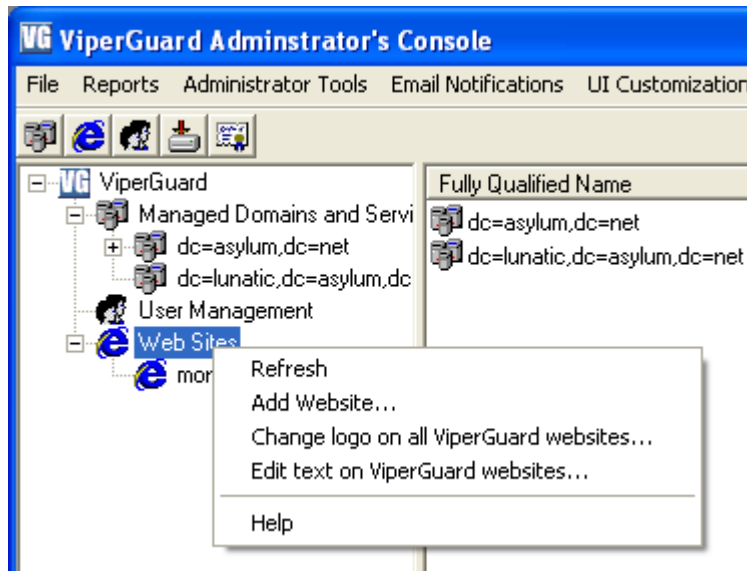 VG ViperGuard Adminstrator's Console
File Reports Administrator Tools Email Notifications UI Customization
VG ViperGuard
Managed Domains and Servi
dc=asylum,dc=net
dc=lunatic,dc=asylum,dc
User Management
Web Sites
mor
Fully Qualified Name
dc=asylum,dc=net
dc=lunatic,dc=asylum,dc=net
Refresh
Add Website...
Change logo on all ViperGuard websites...
Edit text on ViperGuard websites...
Help